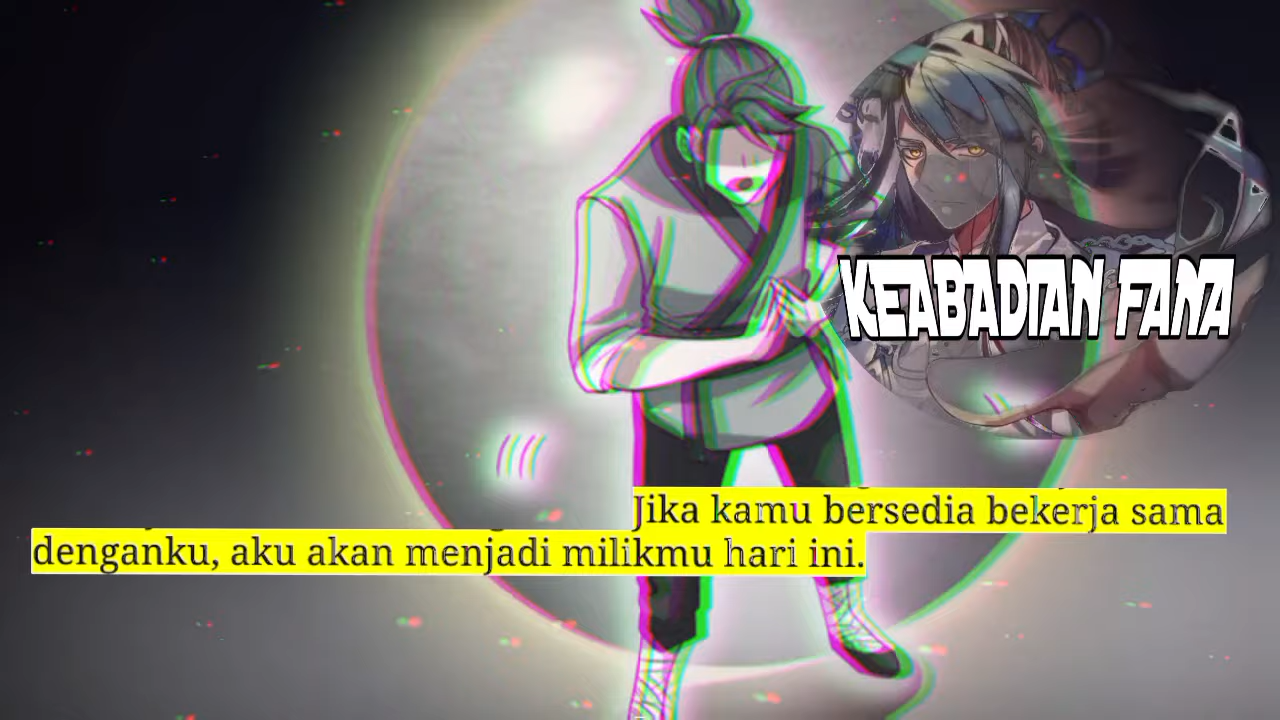 KEABADIAN FANA
Jika kamu bersedia bekerja sama
denganku, aku akan menjadi milikmu hari ini.